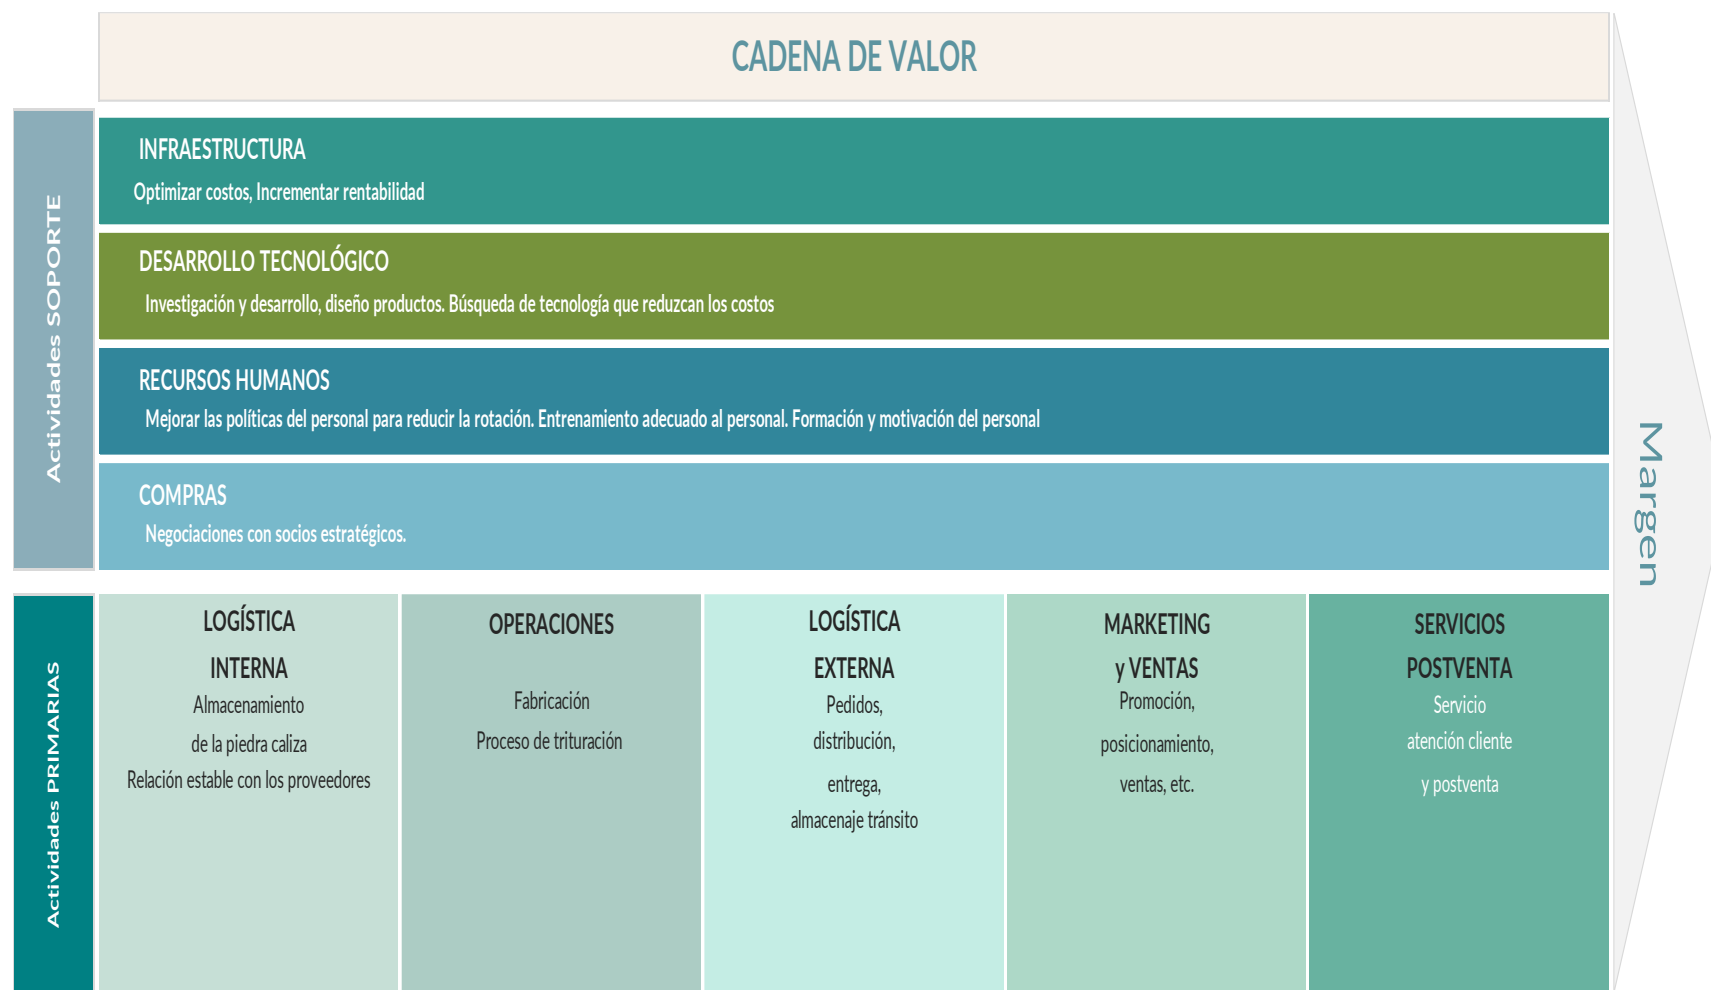 CADENA DE VALOR
Actividades SOPORTE
INFRAESTRUCTURA
Optimizar costos, Incrementar rentabilidad
DESARROLLO TECNOLÓGICO
Investigación y desarrollo, diseño productos. Búsqueda de tecnología que reduzcan los costos
RECURSOS HUMANOS
Mejorar las políticas del personal para reducir la rotación. Entrenamiento adecuado al personal. Formación y motivación del personal
COMPRAS
Negociaciones con socios estratégicos.
Actividades PRIMARIAS
LOGÍSTICA
INTERNA
Almacenamiento
de la piedra caliza
Relación estable con los proveedores
OPERACIONES
Fabricación
Proceso de trituración
LOGÍSTICA
EXTERNA
Pedidos,
distribución,
entrega,
almacenaje tránsito
MARKETING
y VENTAS
Promoción,
posicionamiento,
ventas, etc.
SERVICIOS
POSTVENTA
Servicio
atención cliente
y postventa
Margen